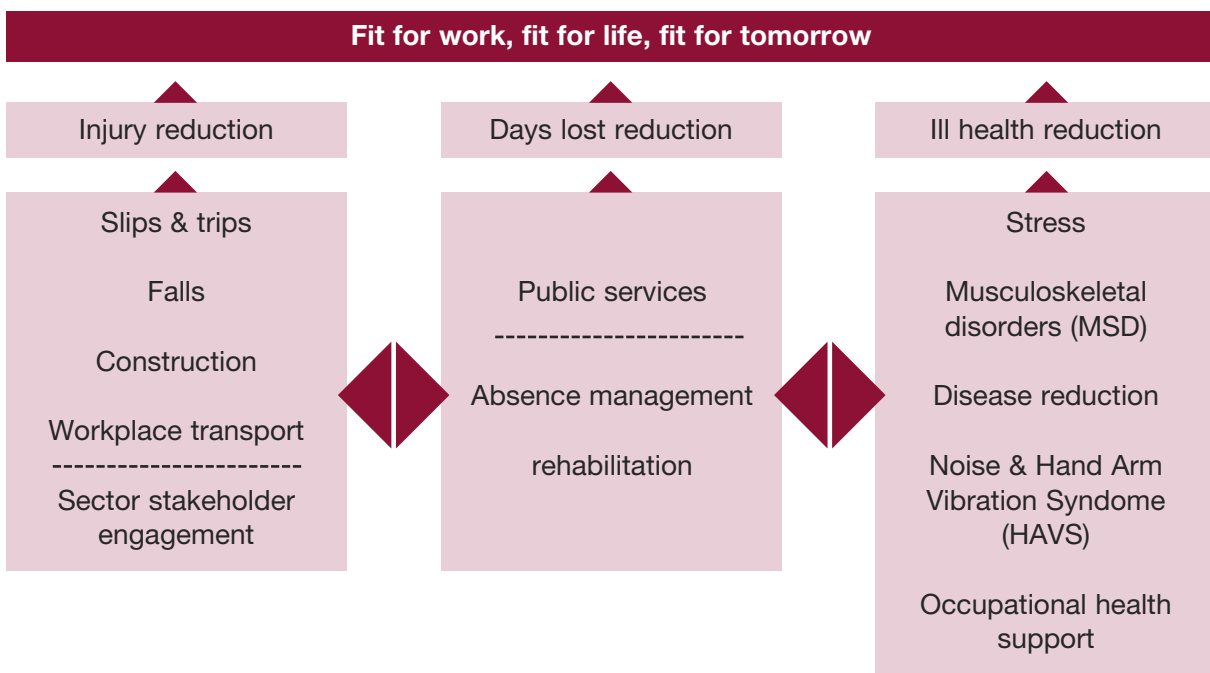 Fit for work, fit for life, fit for tomorrow
Injury reduction
Slips & trips
Falls
Construction
Workplace transport
Sector stakeholder
engagement
Days lost reduction
Public services
Absence management
rehabilitation
Ill health reduction
Stress
Musculoskeletal
disorders (MSD)
Disease reduction
Noise & Hand Arm
Vibration Syndome
(HAVS)
Occupational health
support